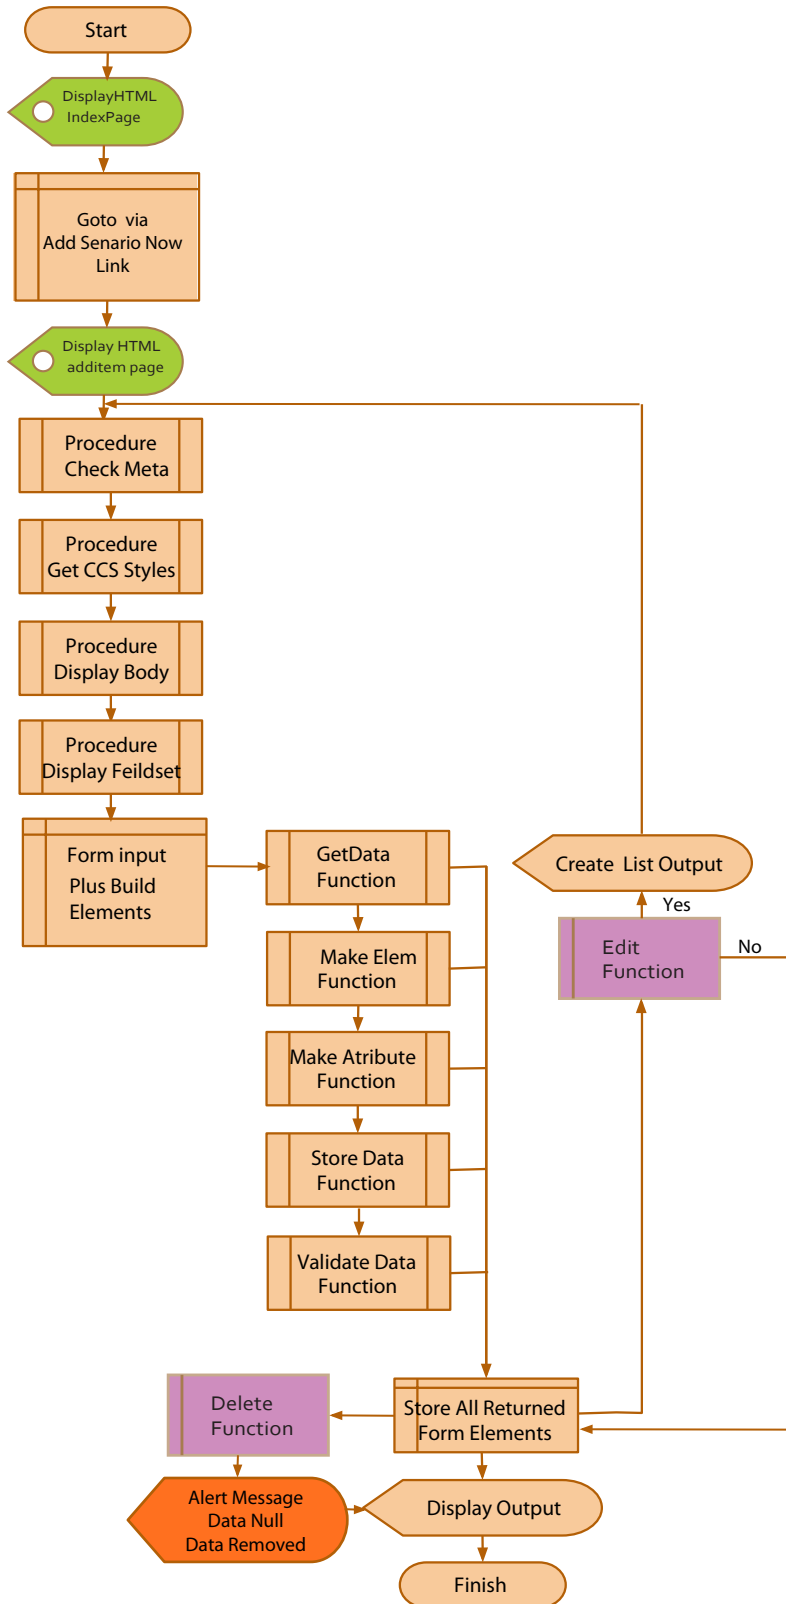 Start
DisplayHTML
IndexPage
Goto via
Add Senario Now
Link
Display HTML
additem page
Procedure
Check Meta
Procedure
Get CCS Styles
Procedure
Display Body
Procedure
Display Feildset
Form input
Plus Build
Elements
GetData
Function
Make Elem
Function
Make Atribute
Function
Store Data
Function
Validate Data
Function
Create List Output
Yes
Edit
Function
No
Store All Returned
Form Elements
Delete
Function
Alert Message
Data Null
Data Removed
Display Output
Finish